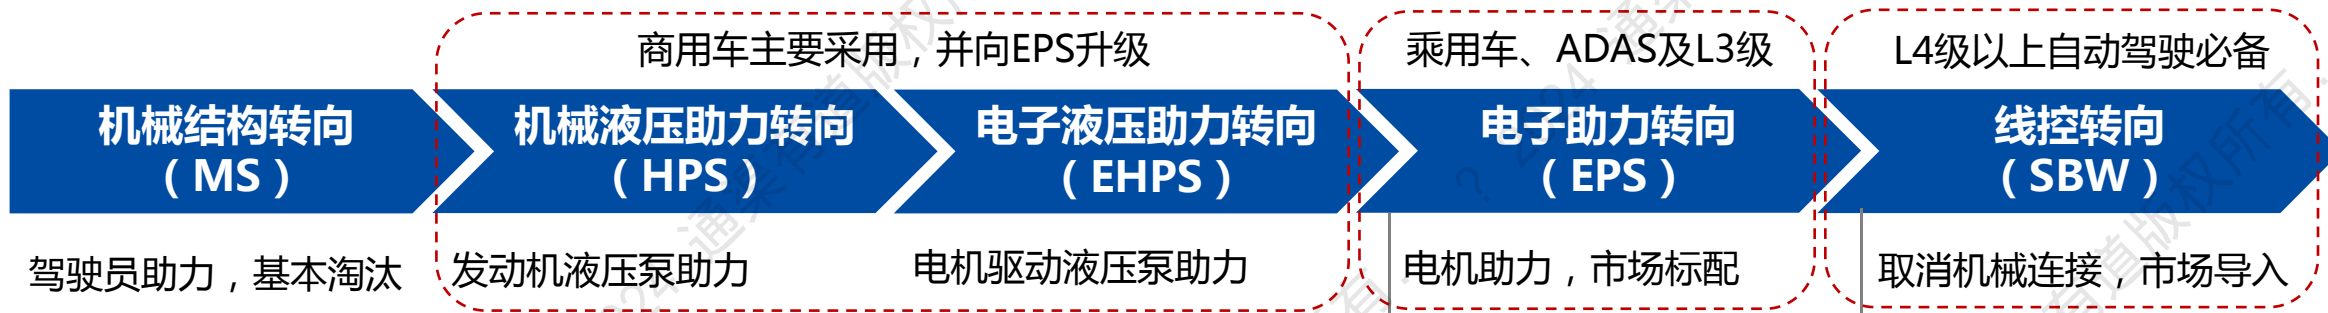 商用车主要采用，并向EPS升级
乘用车、ADAS及L3级
L4级以上自动驾驶必备
机械结构转向
（MS）
机械液压助力转向
（HPS）
电子液压助力转向
（EHPS）
电子助力转向
（EPS）
线控转向
（SBW）
驾驶员助力，基本淘汰
发动机液压泵助力
电机驱动液压泵助力
电机助力，市场标配
取消机械连接，市场导入